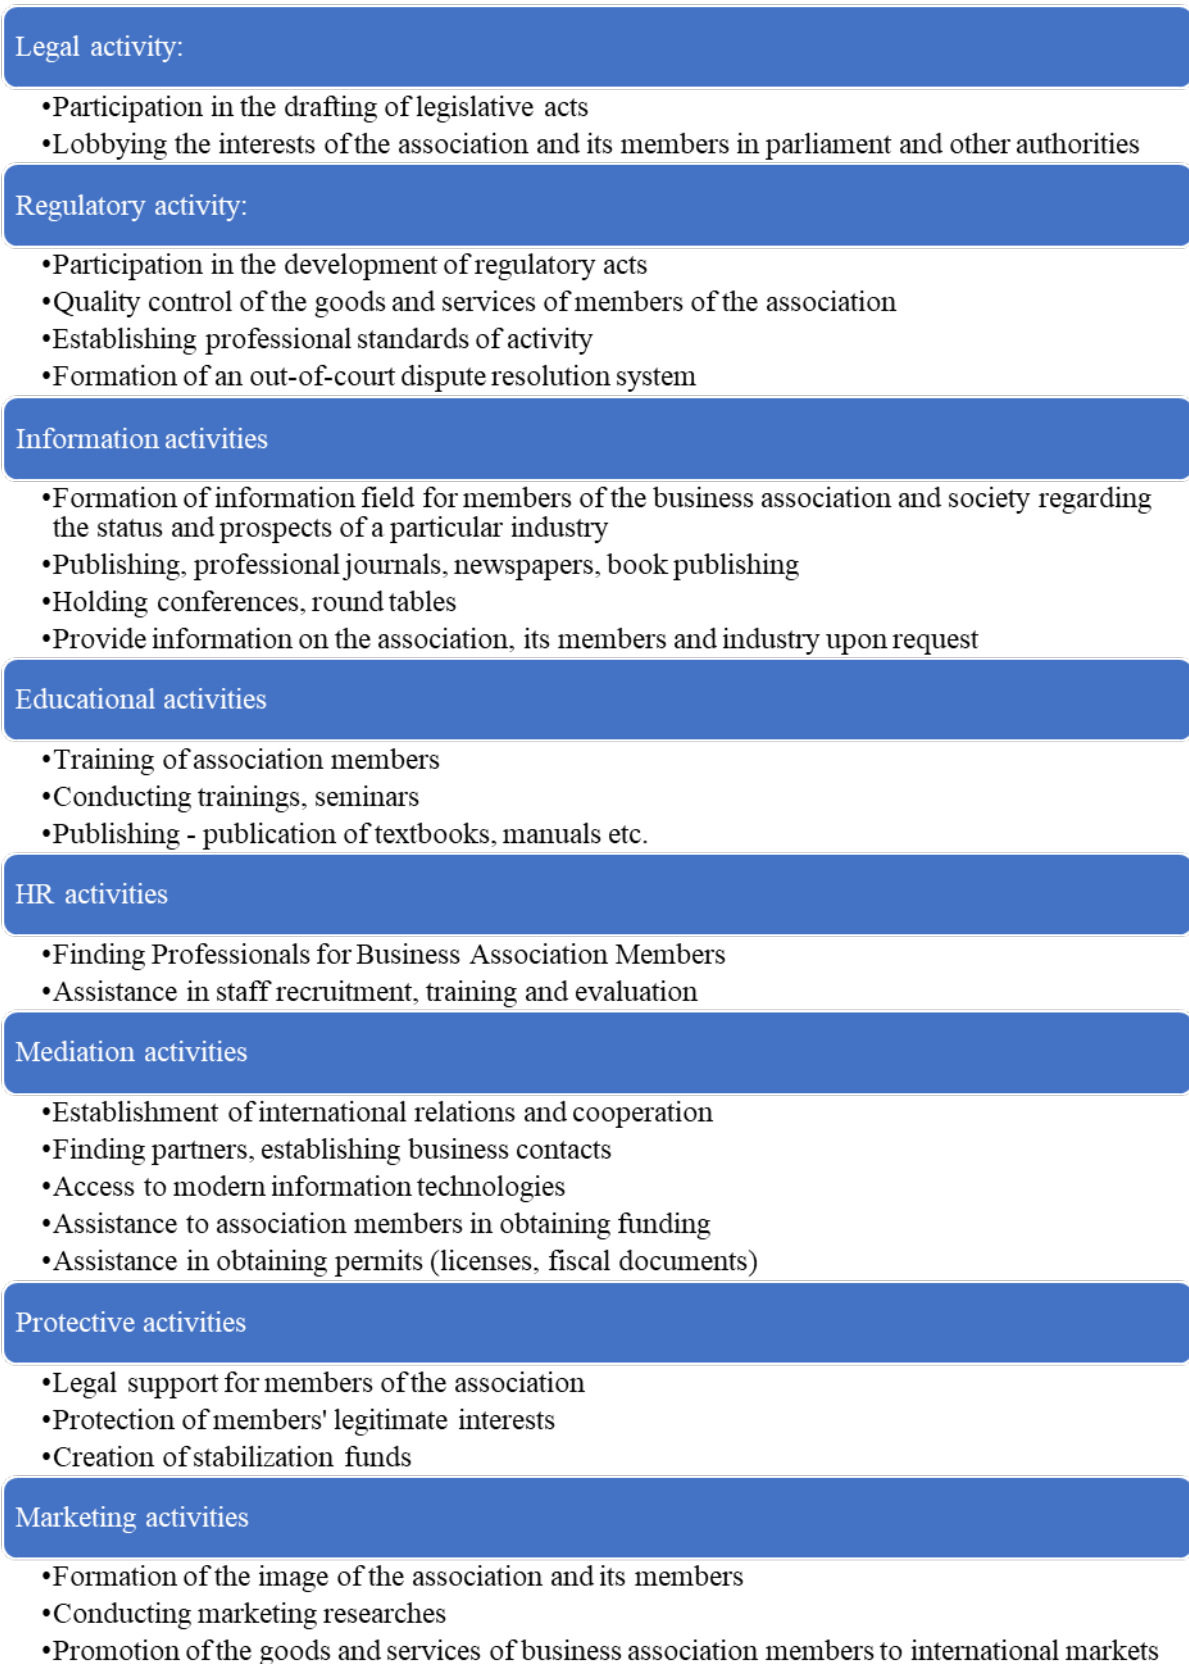 Legal activity:
•Participation in the drafting of legislative acts
•Lobbying the interests of the association and its members in parliament and other authorities
Regulatory activity:
•Participation in the development of regulatory acts
•Quality control of the goods and services of members of the association
•Establishing professional standards of activity
•Formation of an out-of-court dispute resolution system
Information activities
•Formation of information field for members of the business association and society regarding
the status and prospects of a particular industry
•Publishing, professional journals, newspapers, book publishing
•Holding conferences, round tables
•Provide information on the association, its members and industry upon request
Educational activities
•Training of association members
•Conducting trainings, seminars
•Publishing - publication of textbooks, manuals etc.
HR activities
•Finding Professionals for Business Association Members
•Assistance in staff recruitment, training and evaluation
Mediation activities
•Establishment of international relations and cooperation
•Finding partners, establishing business contacts
•Access to modern information technologies
•Assistance to association members in obtaining funding
•Assistance in obtaining permits (licenses, fiscal documents)
Protective activities
•Legal support for members of the association
•Protection of members' legitimate interests
•Creation of stabilization funds
Marketing activities
•Formation of the image of the association and its members
•Conducting marketing researches
•Promotion of the goods and services of business association members to international markets